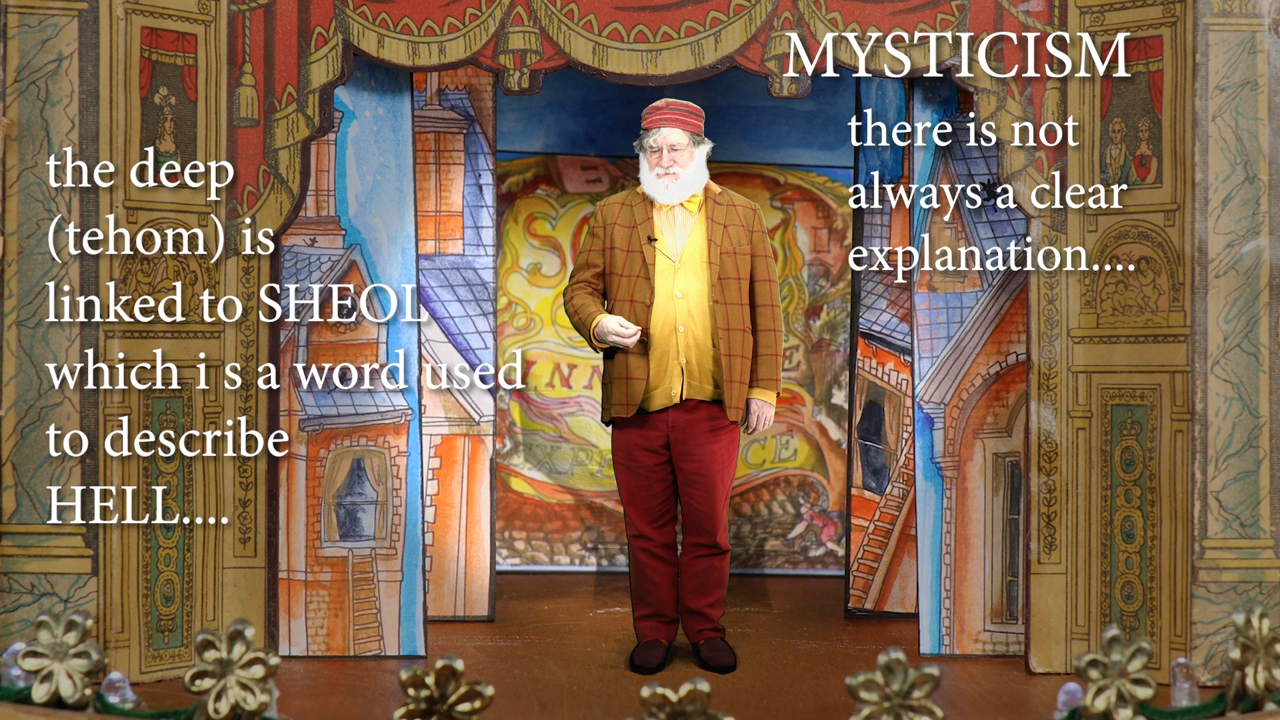 the deep
(tehom) is
linked to SHEOL
which i s a word used
to describe
HELL....
MYSTICISM
there is not
always a clear
explanation....